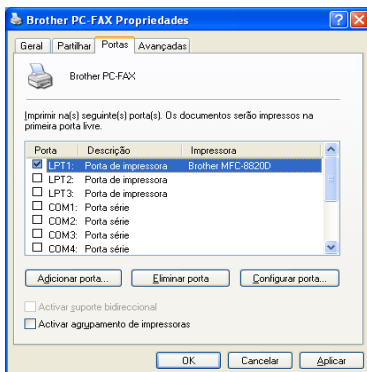 Brother PC-FAX Propriedades
Geral Partilhar Portas Avançadas
Brother PC-FAX
Imprimir na(s) seguinte(s) porta(s). Os documentos serão impressos na
primeira porta livre.
Porta Descrição Impressora
LPT1: Porta de impressora Brother MFC-8820D
LPT2: Porta de impressora
LPT3: Porta de impressora
COM1: Porta série
COM2: Porta série
COM3: Porta série
COM4: Porta série
Adicionar porta... Eliminar porta Configurar porta...
Activar suporte bidireccional
Activar agrupamento de impressoras
OK Cancelar Aplicar